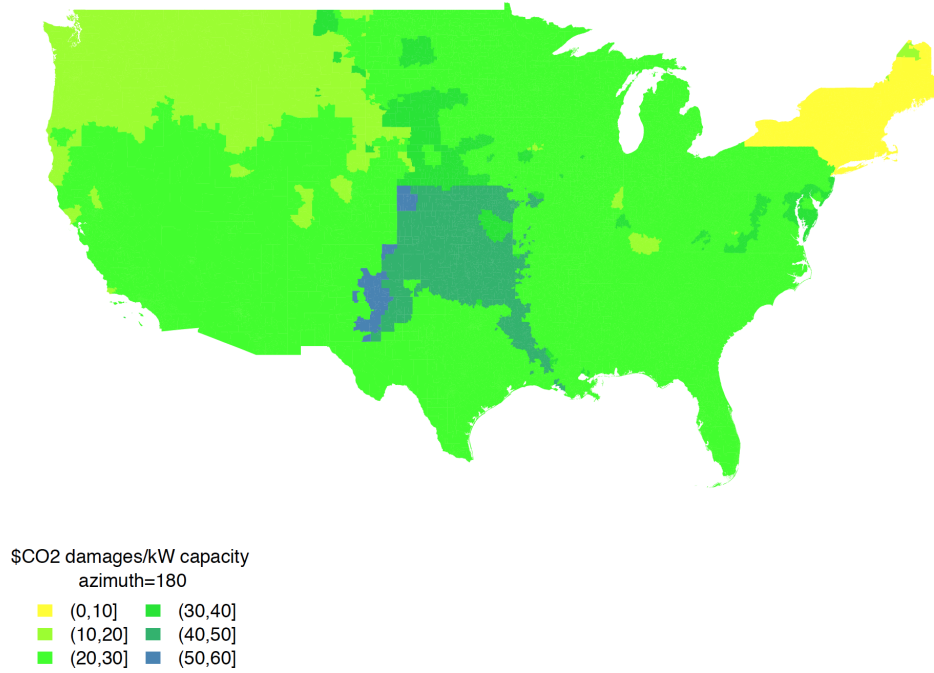 $CO2 damages/kW capacity
azimuth=180
(0,10] (30,40]
(10,20] (40,50]
(20,30] (50,60]